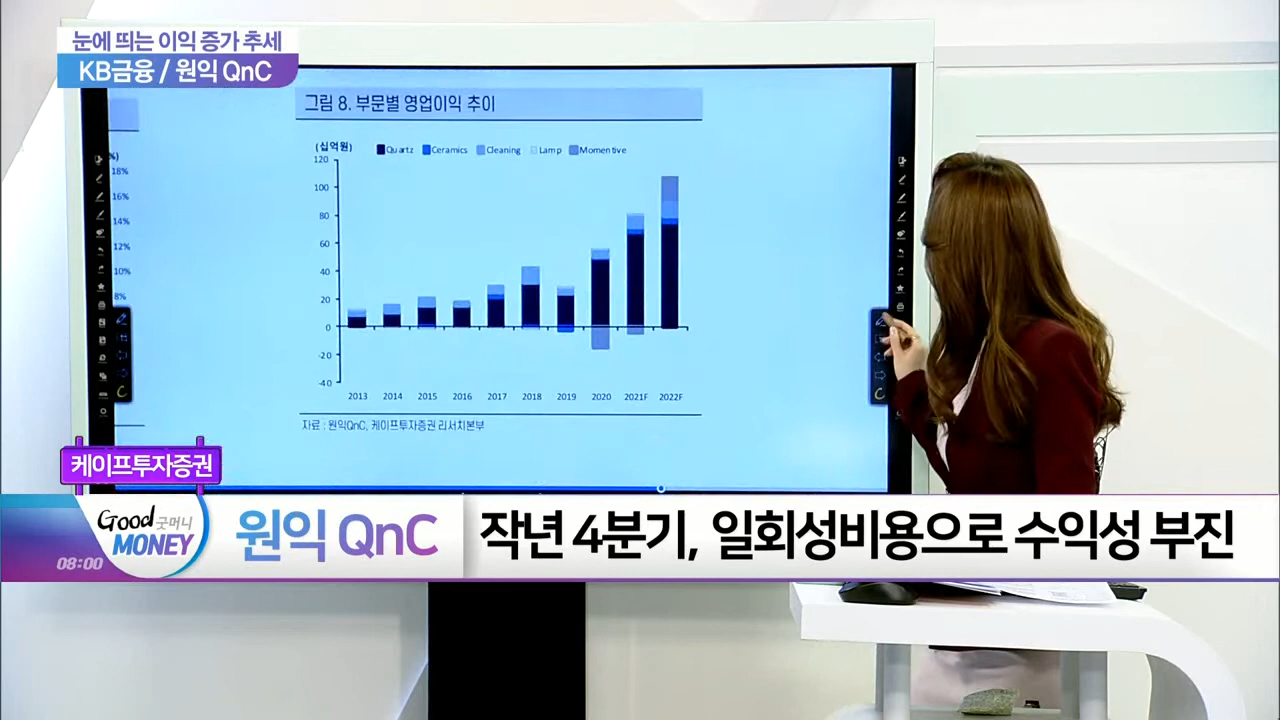 눈에 띄는 이익 증가 추세
KB금융 / 원익 QnC
그림 8. 부문별 영업이익 추이
(십억원)
Quartz Ceramics Cleaning Lamp Momentive
120
100
80
60
40
20
0
-20
-40
2013 2014 2015 2016 2017 2018 2019 2020 2021F 2022F
자료 : 원익QnC, 케이프투자증권 리서치본부
%)
18%
16%
14%
12%
10%
8%
케이프투자증권
Good 굿머니
MONEY
08:00
원익 QnC
작년 4분기, 일회성비용으로 수익성 부진